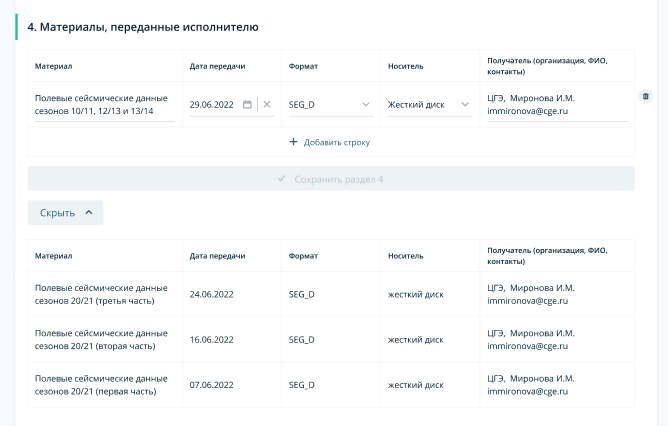 4. Материалы, переданные исполнителю
Материал
Дата передачи
Формат
Носитель
Получатель (организация, ФИО,
контакты)
Полевые сейсмические данные
сезонов 10/11, 12/13 и 13/14
29.06.2022
SEG_D
Жесткий диск
ЦГЭ, Миронова И.М.
immironova@cge.ru
Добавить строку
Сохранить раздел 4
Скрыть
Материал
Дата передачи
Формат
Носитель
Получатель (организация, ФИО,
контакты)
Полевые сейсмические данные
сезонов 20/21 (третья часть)
24.06.2022
SEG_D
жесткий диск
ЦГЭ, Миронова И.М.
immironova@cge.ru
Полевые сейсмические данные
сезонов 20/21 (вторая часть)
16.06.2022
SEG_D
жесткий диск
ЦГЭ, Миронова И.М.
immironova@cge.ru
Полевые сейсмические данные
сезонов 20/21 (первая часть)
07.06.2022
SEG_D
жесткий диск
ЦГЭ, Миронова И.М.
immironova@cge.ru